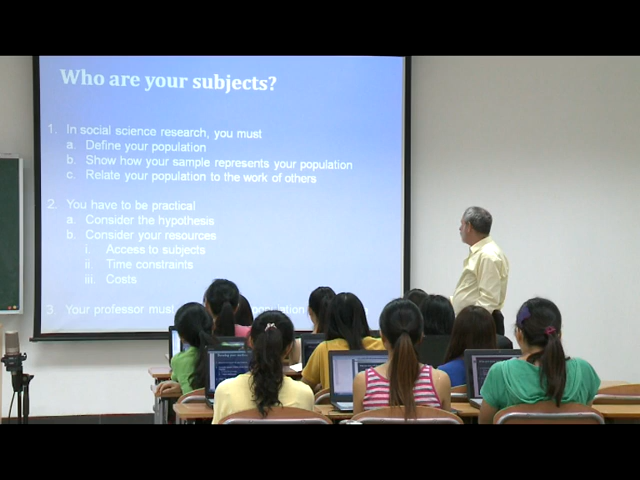 Who are your subjects?
1. In social science research, you must
a. Define your population
b. Show how your sample represents your population
c. Relate your population to the work of others
2. You have to be practical
a. Consider the hypothesis
b. Consider your resources
i. Access to subjects
ii. Time constraints
iii. Costs
3. Your professor must population